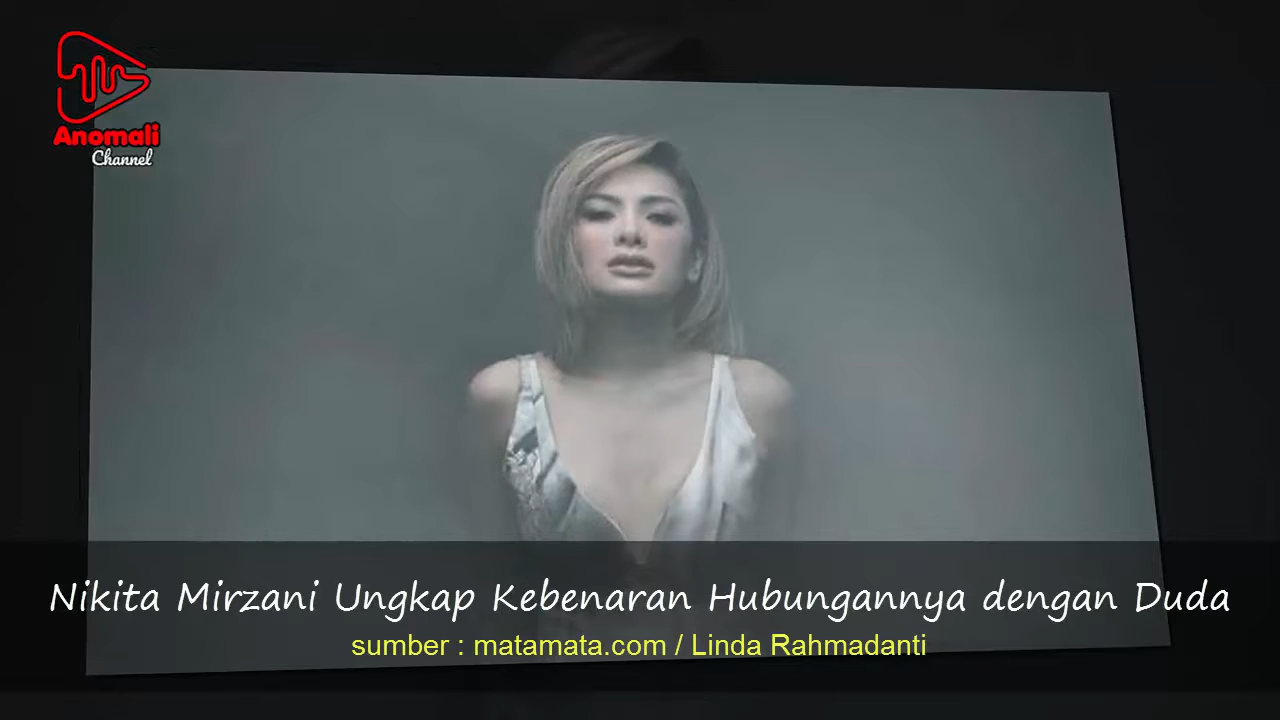 Anomali
Channel
Nikita Mirzani Ungkap Kebenaran Hubungannya dengan Duda
sumber : matamata.com / Linda Rahmadanti